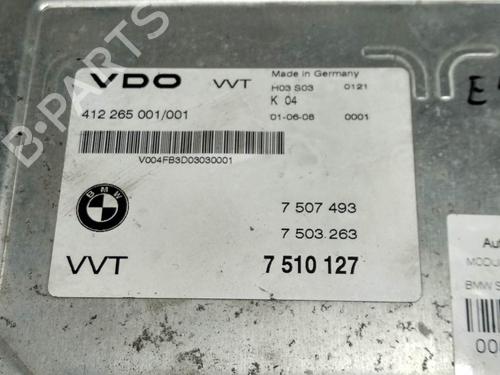 VDO VVT Made in Germany
H03 S03 0121
K 04
412 265 001/001 01-06-08 0001
V004FB3D03030001
BMW
7 507 493
7 503.263
VVT 7 510 127
B-PARTS